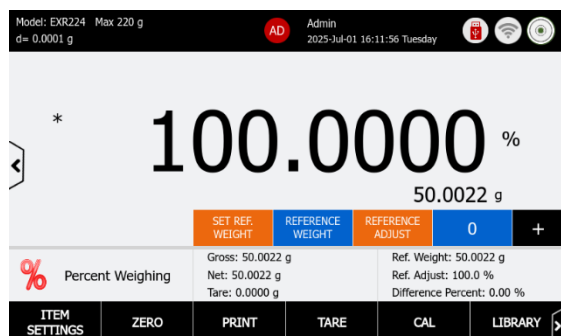 Model: EXR224 Max 220 g
d= 0.0001 g
AD
Admin
2025-Jul-01 16:11:56 Tuesday
*
100.0000 %
50.0022 g
SET REF. WEIGHT
REFERENCE WEIGHT
REFERENCE ADJUST
0
+
%
Percent Weighing
Gross: 50.0022 g
Net: 50.0022 g
Tare: 0.0000 g
Ref. Weight: 50.0022 g
Ref. Adjust: 100.0 %
Difference Percent: 0.00 %
ITEM SETTINGS
ZERO
PRINT
TARE
CAL
LIBRARY